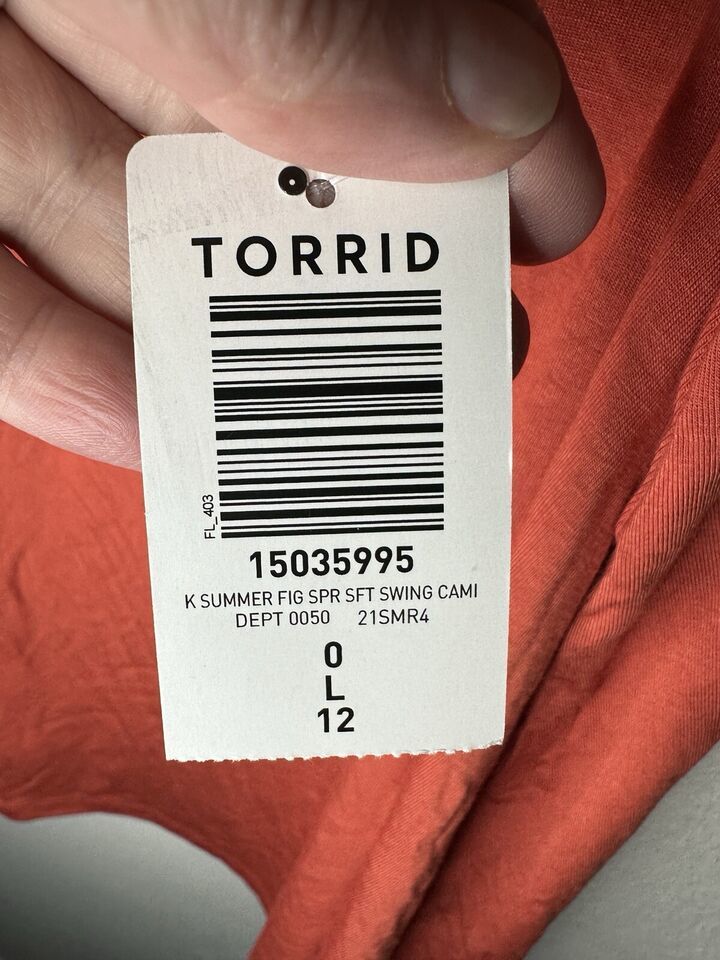 TORRID
FL_403
15035995
K SUMMER FIG SPR SFT SWING CAMI
DEPT 0050 21SMR4
0
L
12